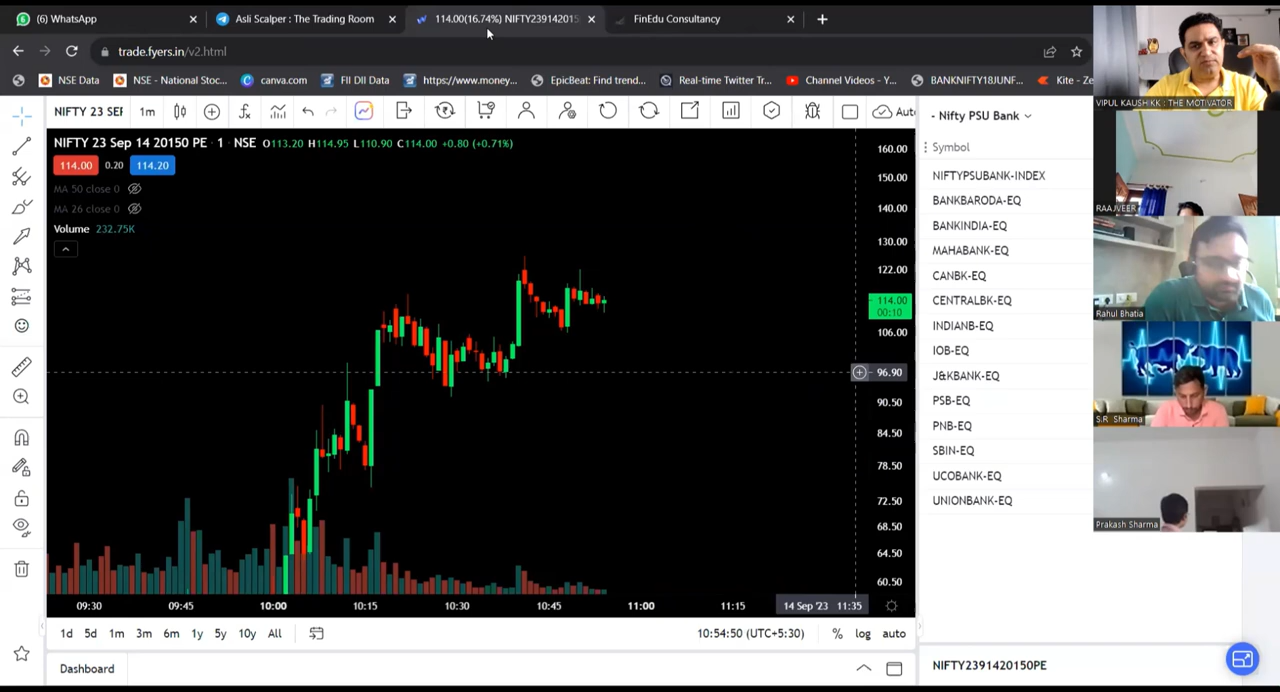 WhatsApp
Asli Scalper : The Trading Room
114.00(16.74%) NIFTY239142015
FinEdu Consultancy
trade.fyers.in/v2.html
NSE Data
NSE - National Stoc...
canva.com
FII DII Data
https://www.money...
EpicBeat: Find trend...
Real-time Twitter Tr...
Channel Videos - Y...
BANKNIFTY18JUNF...
Kite - Ze
NIFTY 23 SEP
1m
Auto
NIFTY 23 Sep 14 20150 PE · 1 · NSE O113.20 H114.95 L110.90 C114.00 +0.80 (+0.71%)
114.00 0.20 114.20
MA 50 close 0
MA 26 close 0
Volume 232.75K
160.00
150.00
140.00
130.00
122.00
114.00
00:10
106.00
96.90
90.50
84.50
78.50
72.50
68.50
64.50
60.50
09:30 09:45 10:00 10:15 10:30 10:45 11:00 11:15 14 Sep '23 11:35
1d 5d 1m 3m 6m 1y 5y 10y All
10:54:50 (UTC+5:30) % log auto
Dashboard
- Nifty PSU Bank
Symbol
NIFTYPSUBANK-INDEX
BANKBARODA-EQ
BANKINDIA-EQ
MAHABANK-EQ
CANBK-EQ
CENTRALBK-EQ
INDIANB-EQ
IOB-EQ
J&KBANK-EQ
PSB-EQ
PNB-EQ
SBIN-EQ
UCOBANK-EQ
UNIONBANK-EQ
NIFTY2391420150PE
VIPUL KAUSHIKK : THE MOTIVATOR
RAAJVEER
Rahul Bhatia
S.R Sharma
Prakash Sharma